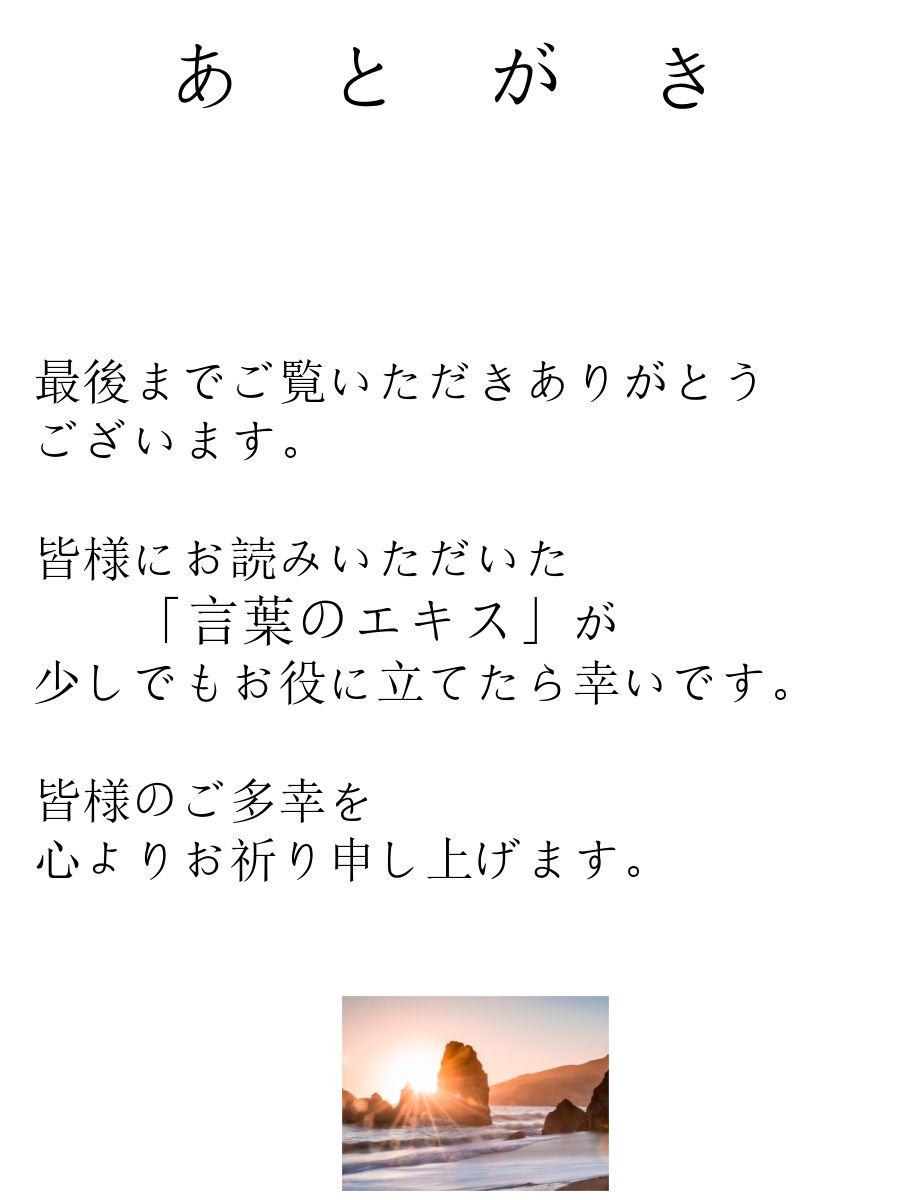 あとがき
最後までご覧いただきありがとう
ございます。
皆様にお読みいただいた
「言葉のエキス」が
少しでもお役に立てたら幸いです。
皆様のご多幸を
心よりお祈り申し上げます。